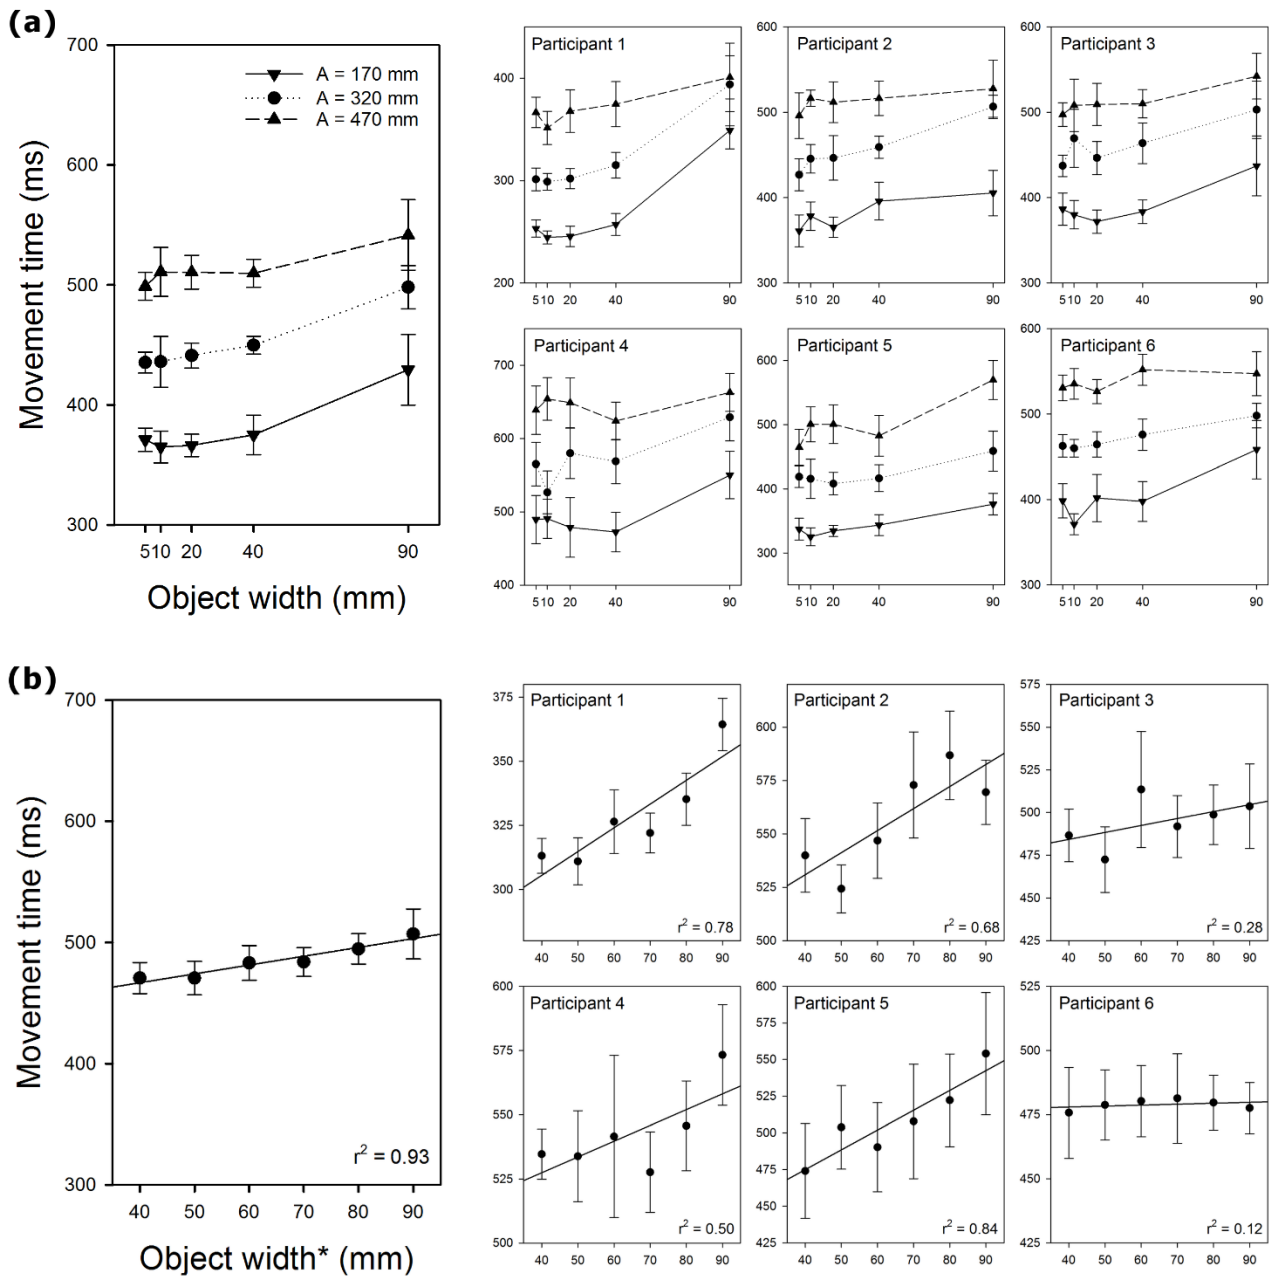 (a)
Movement time (ms)
700
600
500
400
300
A = 170 mm
A = 320 mm
A = 470 mm
5 10 20 40 90
Object width (mm)
Participant 1
400
300
200
5 10 20 40 90
Participant 2
600
500
400
300
5 10 20 40 90
Participant 3
600
500
400
300
5 10 20 40 90
Participant 4
700
600
500
400
5 10 20 40 90
Participant 5
600
500
400
300
5 10 20 40 90
Participant 6
600
500
400
300
5 10 20 40 90
(b)
Movement time (ms)
700
600
500
400
300
r² = 0.93
40 50 60 70 80 90
Object width* (mm)
Participant 1
375
350
325
300
r² = 0.78
40 50 60 70 80 90
Participant 2
600
575
550
525
500
r² = 0.68
40 50 60 70 80 90
Participant 3
575
550
525
500
475
450
425
r² = 0.28
40 50 60 70 80 90
Participant 4
600
575
550
525
500
r² = 0.50
40 50 60 70 80 90
Participant 5
600
575
550
525
500
475
450
425
r² = 0.84
40 50 60 70 80 90
Participant 6
525
500
475
450
425
r² = 0.12
40 50 60 70 80 90